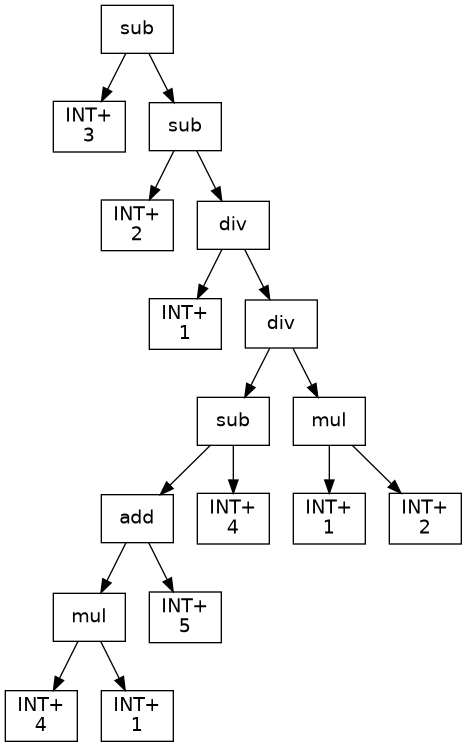 sub
INT+
3
sub
INT+
2
div
INT+
1
div
sub
mul
add
INT+
4
INT+
1
INT+
2
mul
INT+
5
INT+
4
INT+
1